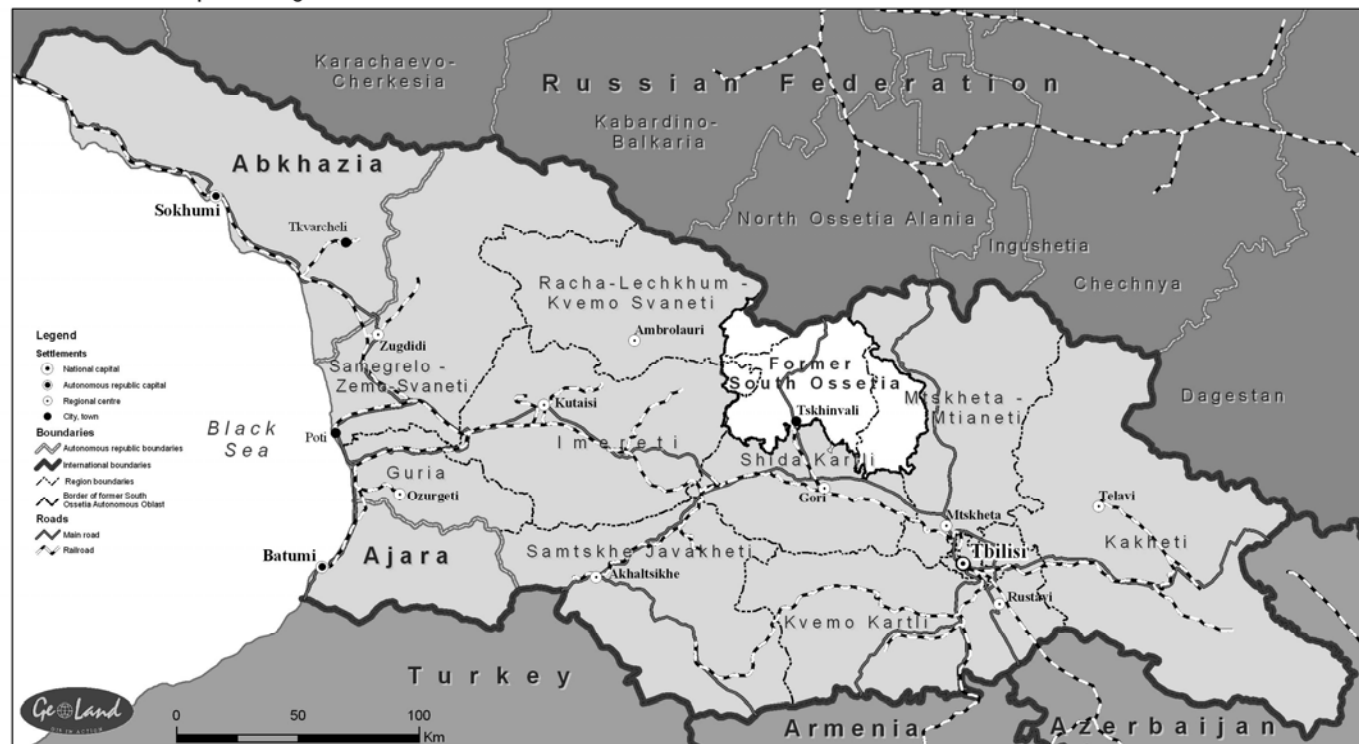 Karachaevo-
Cherkesia
Russian Federation
Kabardino-
Balkaria
Abkhazia
Sokhumi
Tkvarcheli
North Ossetia Alania
Ingushetia
Chechnya
Racha-Lechkhum -
Kvemo Svaneti
Ambrolauri
Zugdidi
Samegrelo -
Zemo-Svaneti
Former
South Ossetia
Tskhinvali
Mtskheta -
Mtianeti
Dagestan
Legend
Settlements
National capital
Autonomous republic capital
Regional centre
City, town
Boundaries
Autonomous republic boundaries
International boundaries
Region boundaries
Border of former South
Ossetia Autonomous Oblast
Roads
Main road
Railroad
Black
Sea
Poti
Kutaisi
Imereti
Shida Kartli
Guria
Ozurgeti
Gori
Mtskheta
Telavi
Kakheti
Batumi
Ajara
Samtskhe Javakheti
Akhaltsikhe
Tbilisi
Rustavi
Kvemo Kartli
Turkey
Armenia
Azerbaijan
GeoLand
GIS IN ACTION
0 50 100
Km